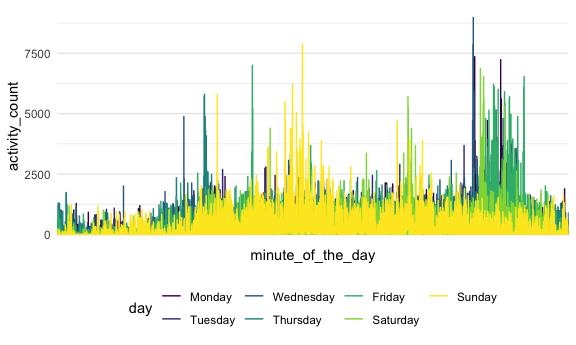 activity_count
7500
5000
2500
0
minute_of_the_day
day
Monday Wednesday Friday Sunday
Tuesday Thursday Saturday